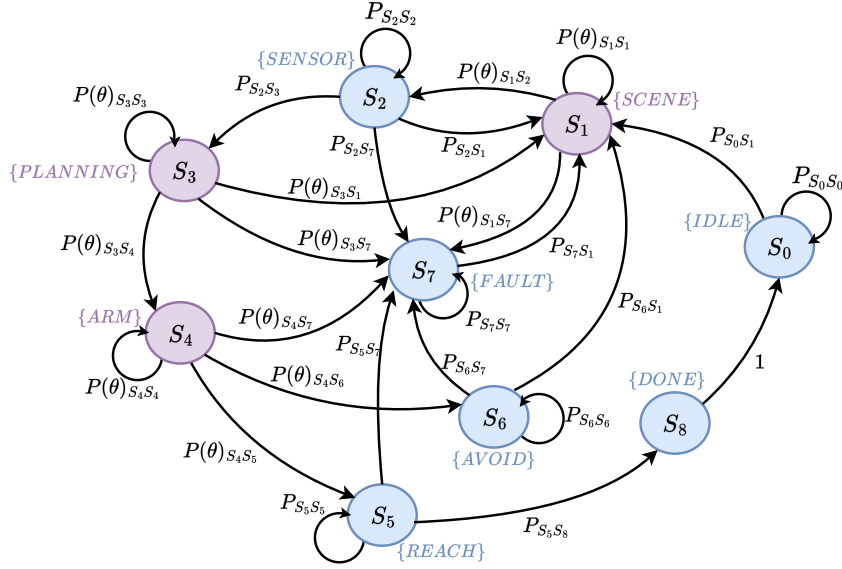 P_{S_2S_2}
P(θ)_{S_1S_1}
{SENSOR}
P(θ)_{S_1S_2}
P_{S_2S_3}
P(θ)_{S_3S_3}
S_2
{SCENE}
S_1
P_{S_2S_7}
P_{S_2S_1}
P_{S_0S_1}
S_3
{PLANNING}
P(θ)_{S_3S_1}
P_{S_0S_0}
P(θ)_{S_1S_7}
{IDLE}
P(θ)_{S_3S_4}
P(θ)_{S_3S_7}
P_{S_7S_1}
S_0
S_7
{FAULT}
P_{S_6S_1}
{ARM}
P(θ)_{S_4S_7}
P_{S_7S_7}
S_4
P_{S_5S_7}
P_{S_6S_7}
1
P(θ)_{S_4S_4}
P(θ)_{S_4S_6}
{DONE}
S_6
P_{S_6S_6}
S_8
P(θ)_{S_4S_5}
{AVOID}
P_{S_5S_5}
S_5
P_{S_5S_8}
{REACH}